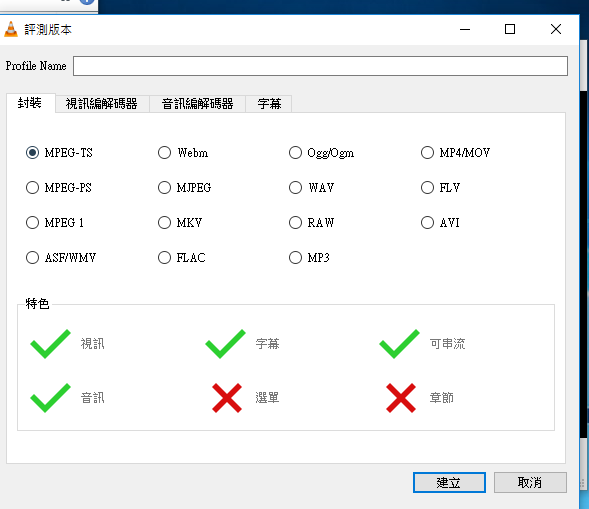 評測版本
Profile Name
封裝 視訊編解碼器 音訊編解碼器 字幕
MPEG-TS Webm Ogg/Ogm MP4/MOV
MPEG-PS MJPEG WAV FLV
MPEG 1 MKV RAW AVI
ASF/WMV FLAC MP3
特色
視訊 字幕 可串流
音訊 選單 章節
建立 取消